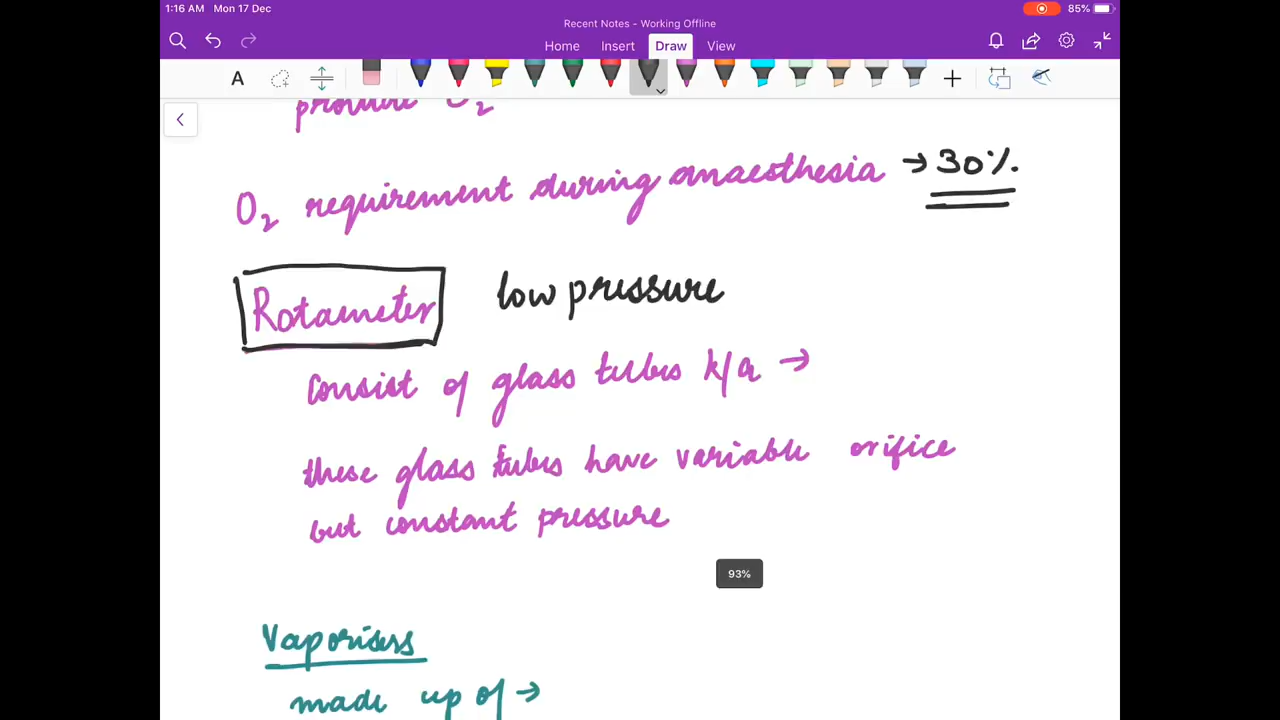 1:16 AM Mon 17 Dec
85%
Recent Notes - Working Offline
Home Insert Draw View
A
provide O2
O2 requirement during anaesthesia → 30%
Rotameter low pressure
Consist of glass tubes k/a →
these glass tubes have variable orifice
but constant pressure
93%
Vaporisers
made up of →